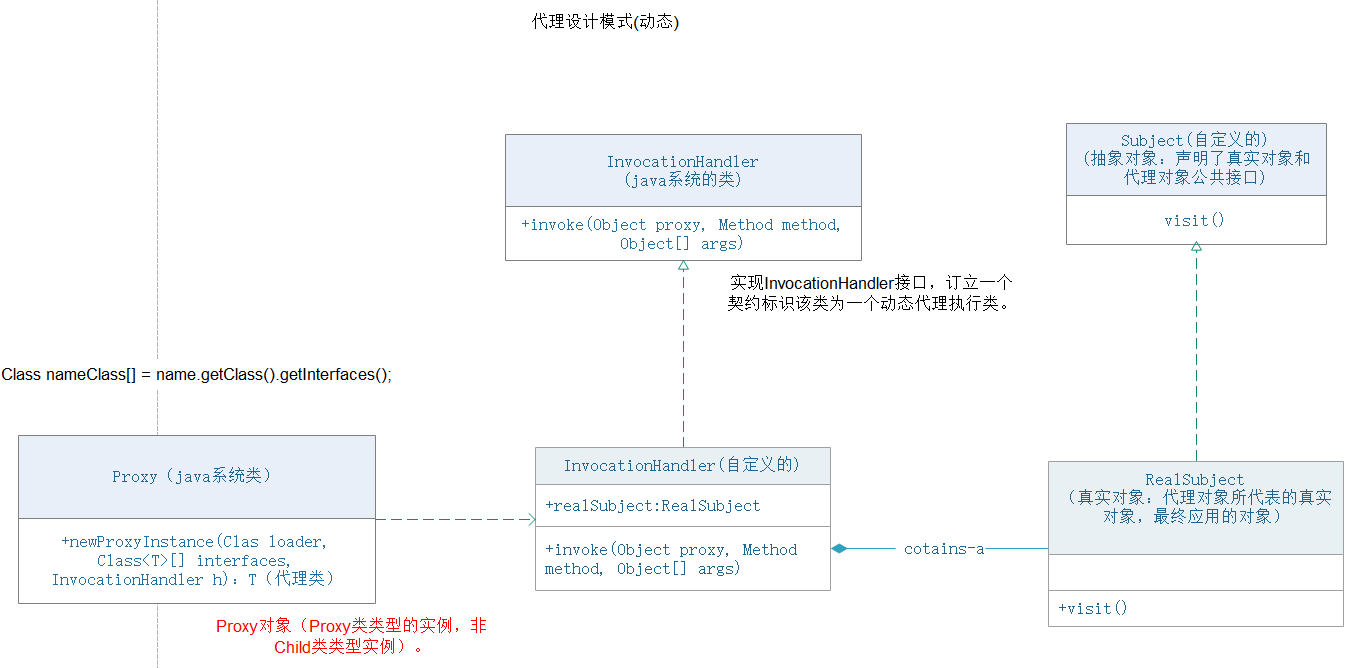 代理设计模式(动态)
InvocationHandler
(java系统的类)
+invoke(Object proxy, Method method,
Object[] args)
Subject(自定义的)
(抽象对象：声明了真实对象和
代理对象公共接口)
visit()
实现InvocationHandler接口，订立一个
契约标识该类为一个动态代理执行类。
Class nameClass[] = name.getClass().getInterfaces();
Proxy（java系统类）
+newProxyInstance(Clas loader,
Class<T>[] interfaces,
InvocationHandler h)：T（代理类）
InvocationHandler(自定义的)
+realSubject:RealSubject
+invoke(Object proxy, Method
method, Object[] args)
cotains-a
RealSubject
（真实对象：代理对象所代表的真实
对象，最终应用的对象）
+visit()
Proxy对象（Proxy类类型的实例，非
Child类类型实例）。